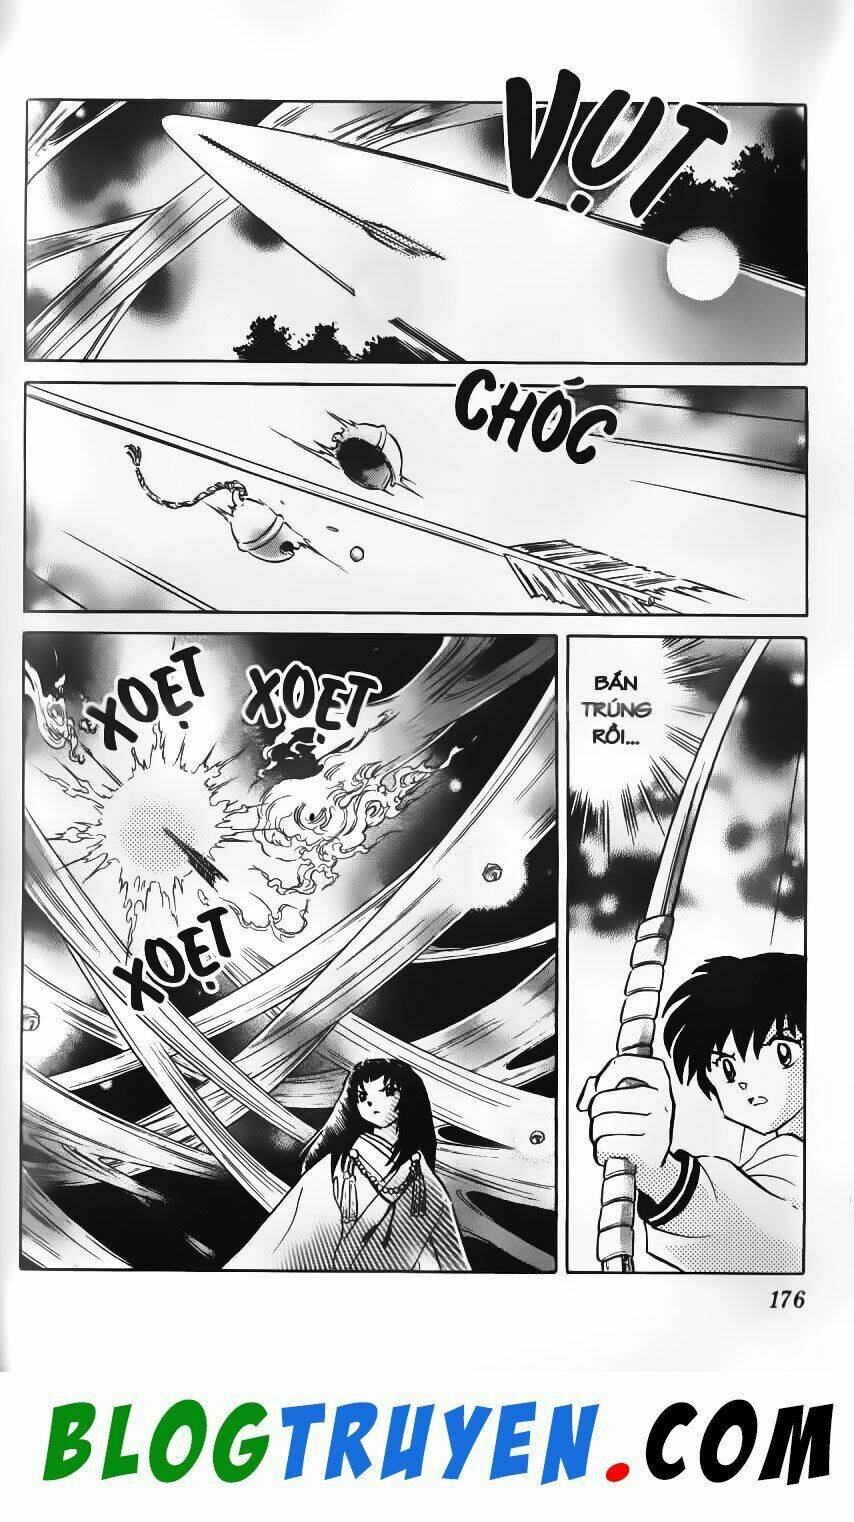 VỤT
CHÓC
XOẸT
XOẸT
XOẸT
BẮN
TRÚNG
RỒI...
176
BLOGTRUYEN.COM